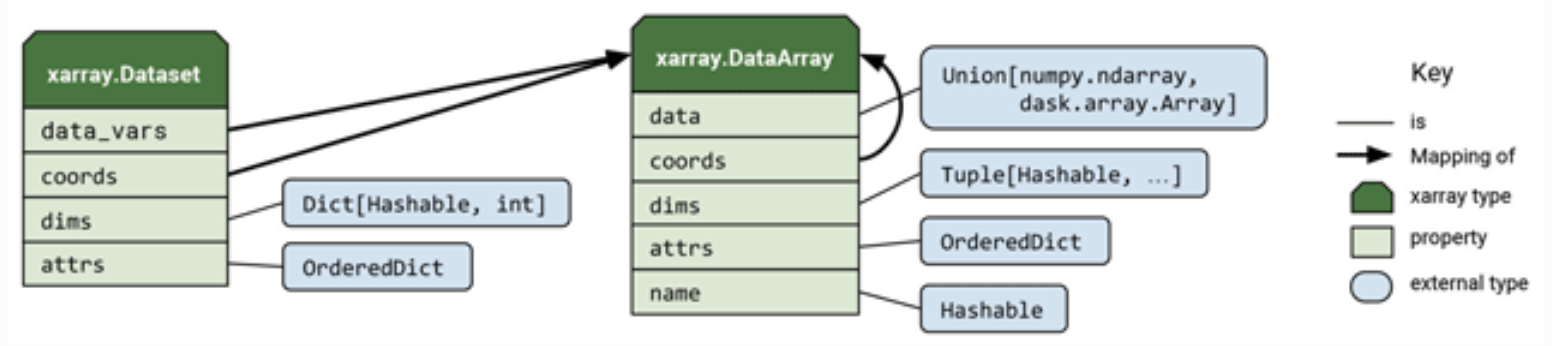 xarray.Dataset
data_vars
coords
dims
attrs
Dict[Hashable, int]
OrderedDict
xarray.DataArray
data
coords
dims
attrs
name
Union[numpy.ndarray,
dask.array.Array]
Tuple[Hashable, ...]
OrderedDict
Hashable
Key
is
Mapping of
xarray type
property
external type